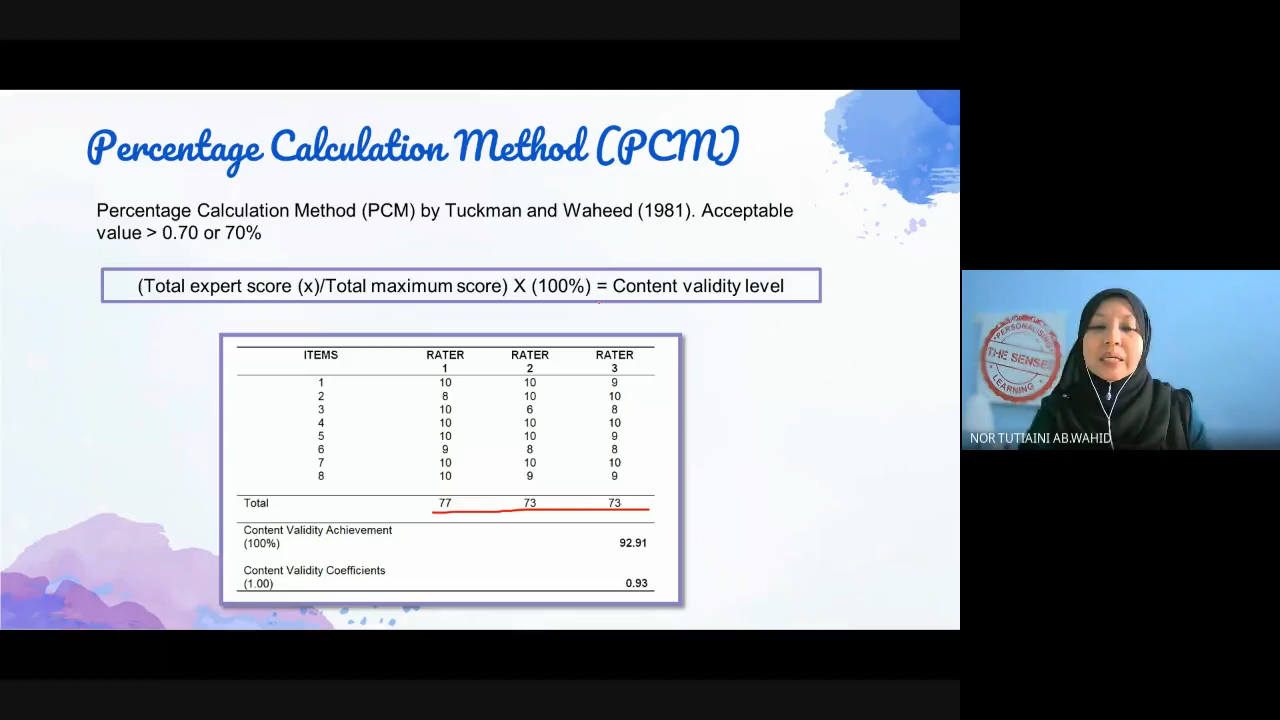 Percentage Calculation Method (PCM)
Percentage Calculation Method (PCM) by Tuckman and Waheed (1981). Acceptable
value > 0.70 or 70%
(Total expert score (x)/Total maximum score) X (100%) = Content validity level
ITEMS RATER RATER RATER
1 2 3
1 10 10 9
2 8 10 10
3 10 6 8
4 10 10 10
5 10 10 9
6 9 8 8
7 10 10 10
8 10 9 9
Total 77 73 73
Content Validity Achievement
(100%) 92.91
Content Validity Coefficients
(1.00) 0.93
PERSONALISING
THE SENSE
LEARNING
NOR TUTIAINI AB.WAHID